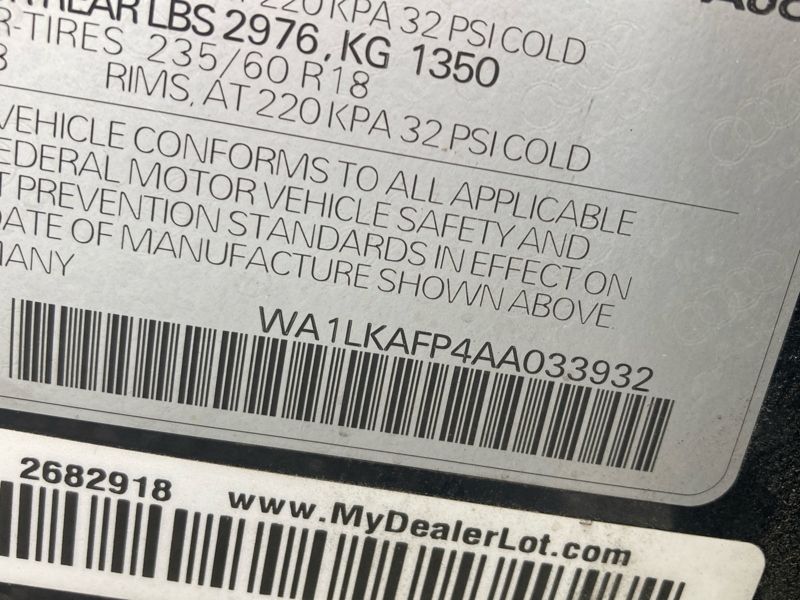 220 KPA 32 PSI COLD
REAR LBS 2976, KG 1350
R-TIRES 235/60 R18
RIMS, AT 220 KPA 32 PSI COLD
VEHICLE CONFORMS TO ALL APPLICABLE
EDERAL MOTOR VEHICLE SAFETY AND
T PREVENTION STANDARDS IN EFFECT ON
DATE OF MANUFACTURE SHOWN ABOVE.
MANY
WA1LKAFP4AA033932
2682918 www.MyDealerLot.com